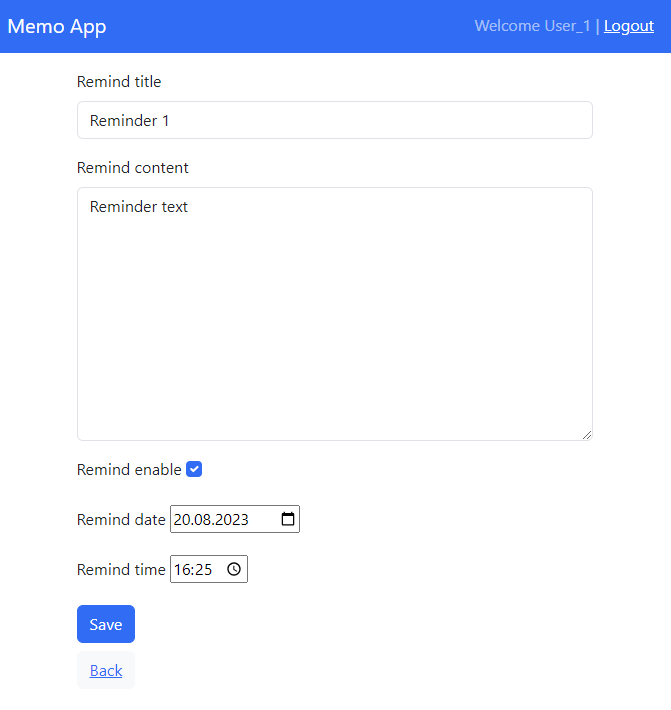 Memo App
Welcome User_1 | Logout
Remind title
Reminder 1
Remind content
Reminder text
Remind enable
Remind date 20.08.2023
Remind time 16:25
Save
Back